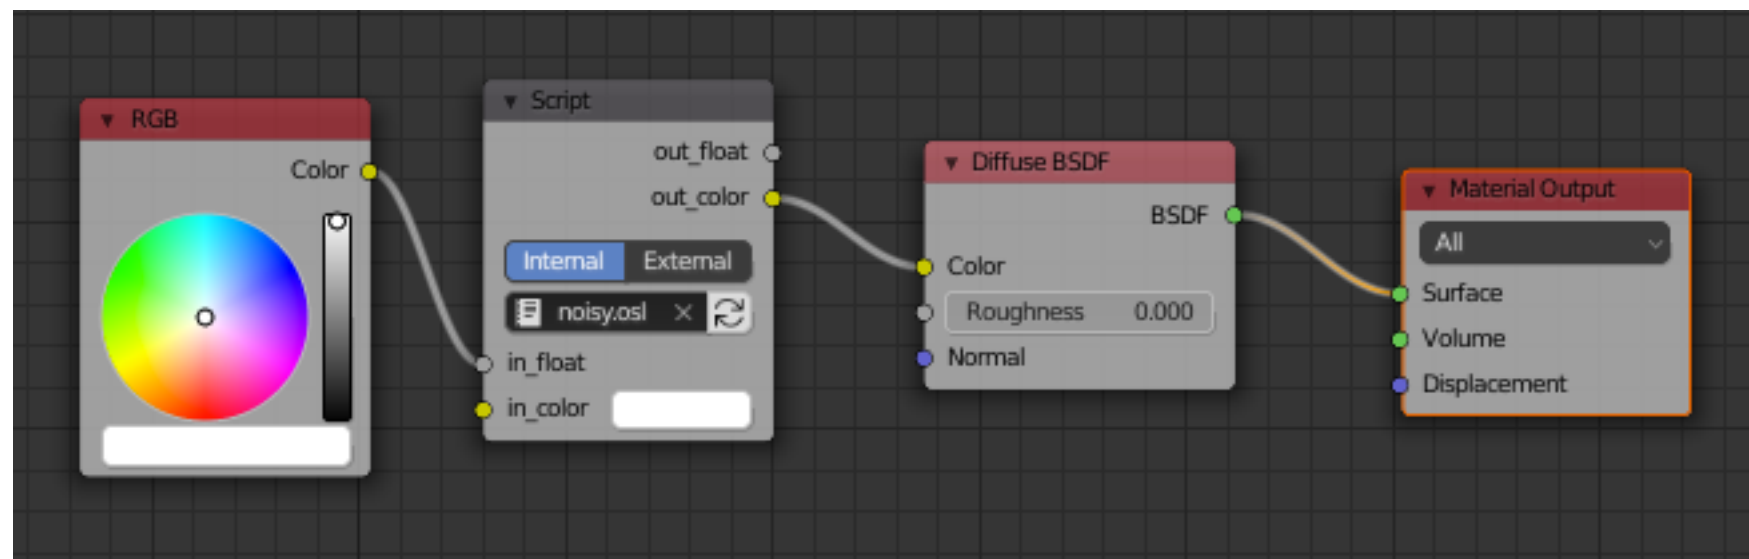 RGB
Color
Script
out_float
out_color
Internal External
noisy.osl
in_float
in_color
Diffuse BSDF
BSDF
Color
Roughness 0.000
Normal
Material Output
All
Surface
Volume
Displacement